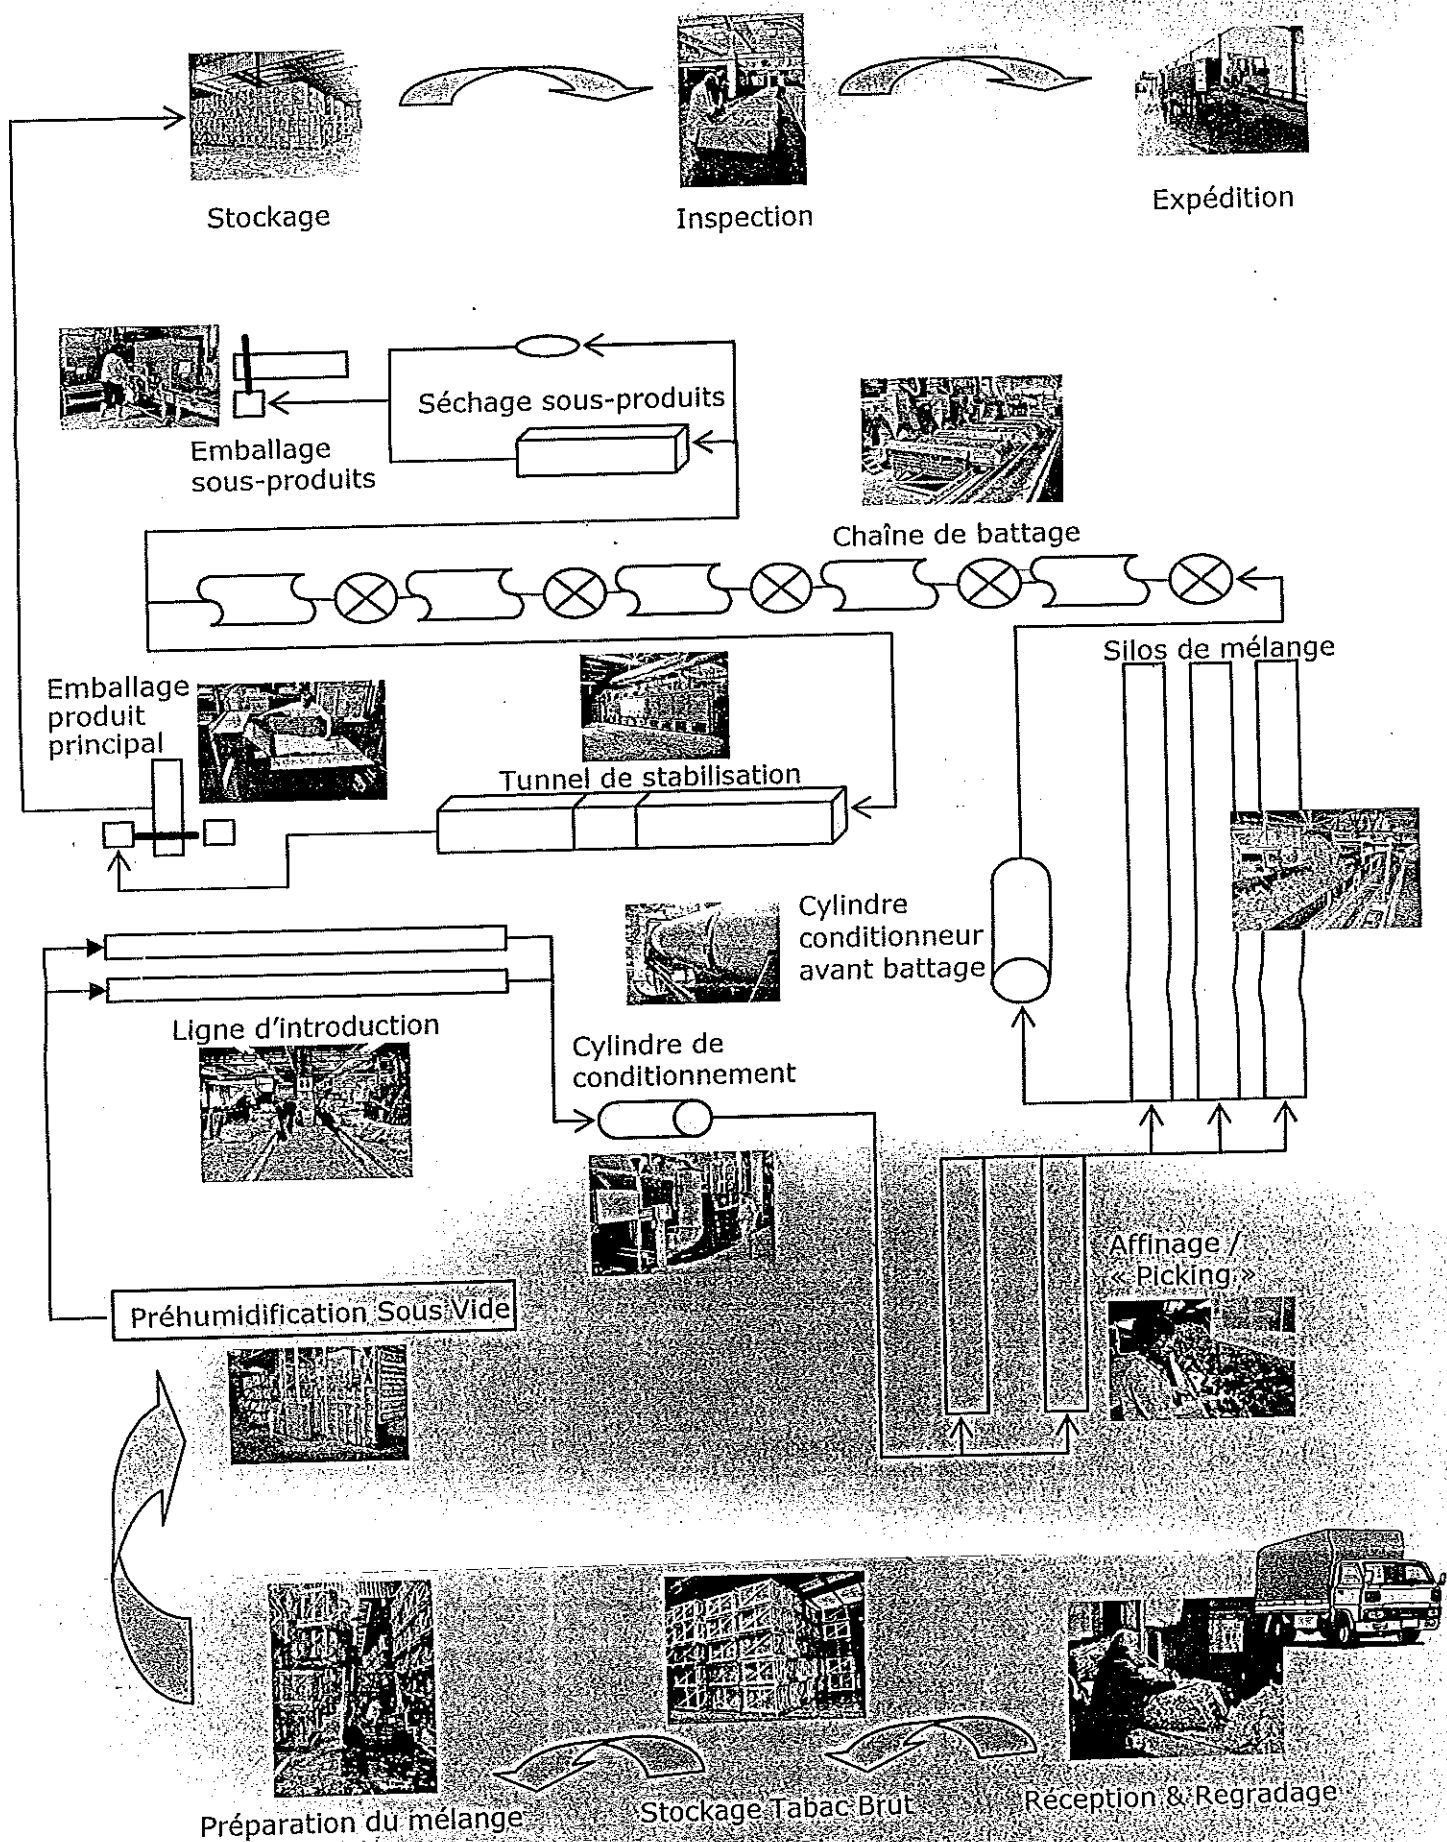 Stockage
Inspection
Expédition
Séchage sous-produits
Emballage
sous-produits
Chaîne de battage
Silos de mélange
Emballage
produit
principal
Tunnel de stabilisation
Cylindre
conditionneur
avant battage
Ligne d'introduction
Cylindre de
conditionnement
Affinage /
« Picking »
Préhumidification Sous Vide
Préparation du mélange
Stockage Tabac Brut
Réception & Regradage